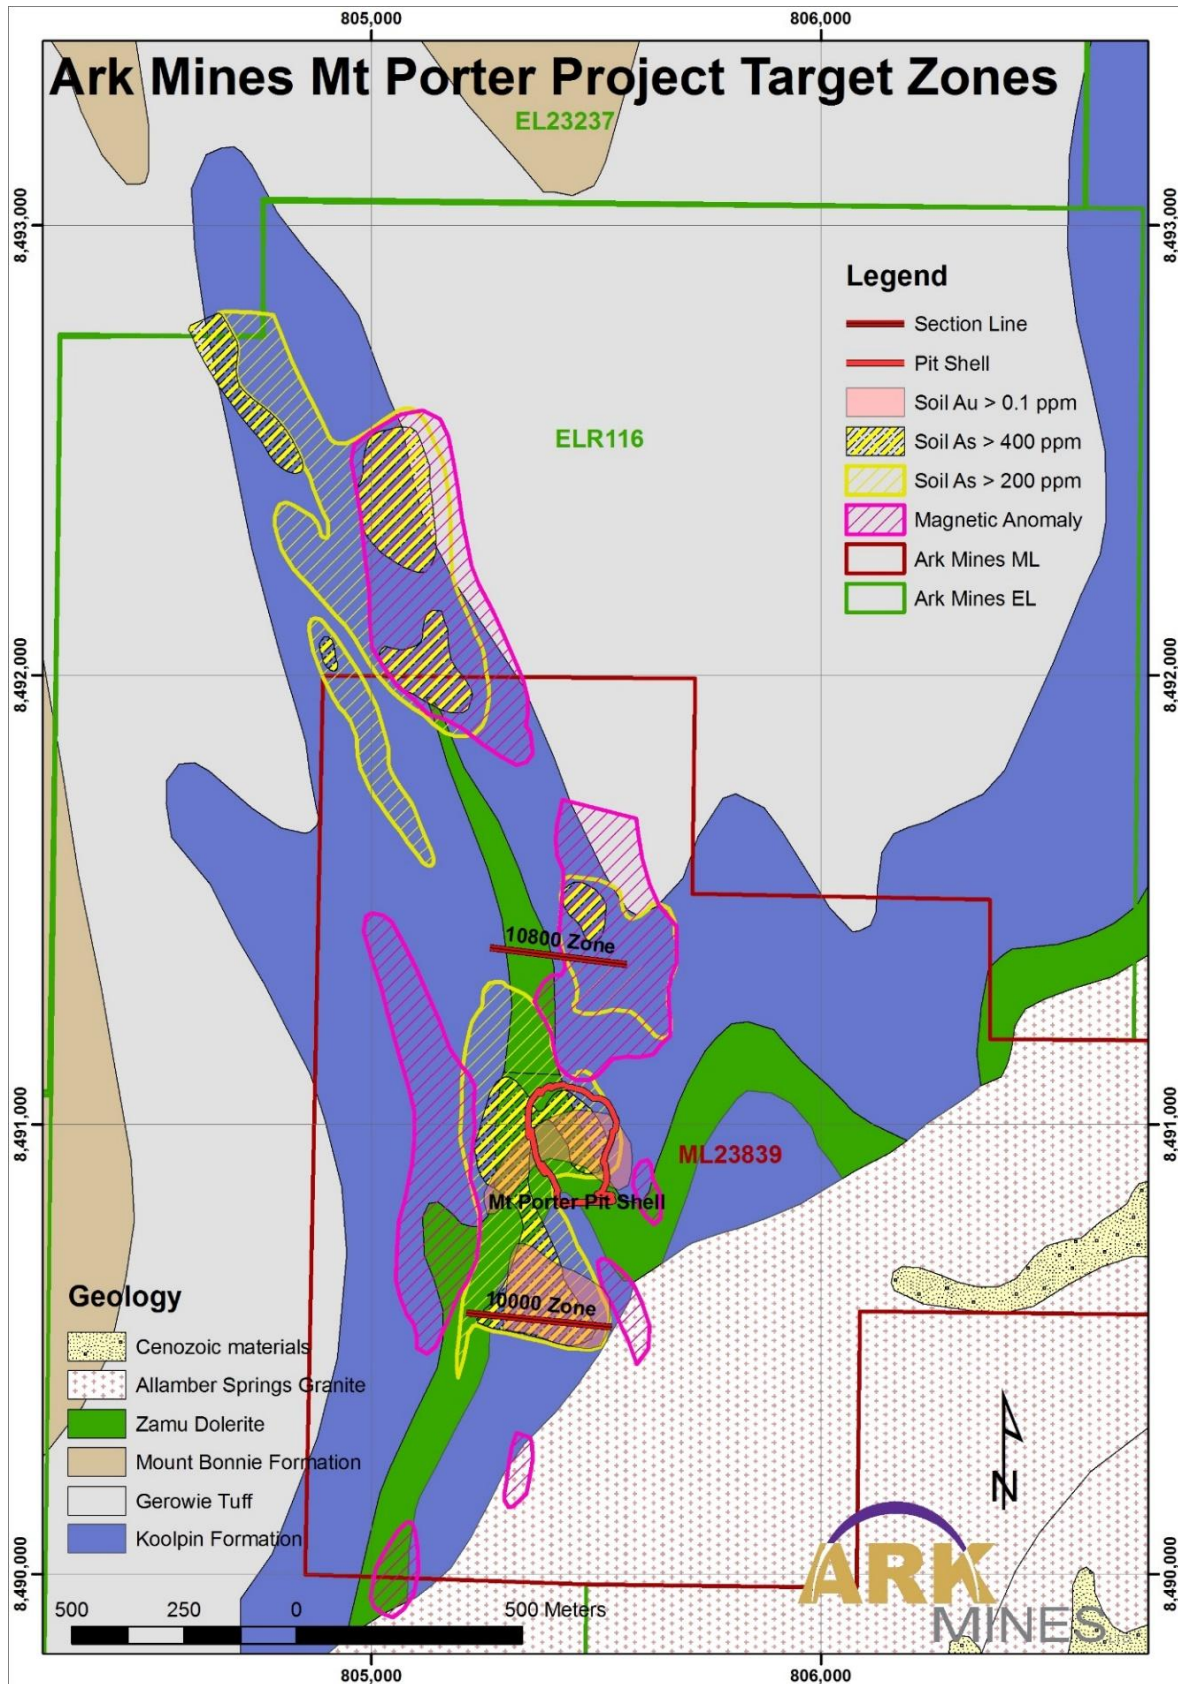 805,000
806,000
Ark Mines Mt Porter Project Target Zones
EL23237
8,493,000
8,493,000
Legend
Section Line
Pit Shell
Soil Au > 0.1 ppm
Soil As > 400 ppm
Soil As > 200 ppm
Magnetic Anomaly
Ark Mines ML
Ark Mines EL
ELR116
8,492,000
8,492,000
10800 Zone
8,491,000
8,491,000
ML23839
Mt Porter Pit Shell
10000 Zone
Geology
Cenozoic materials
Allamber Springs Granite
Zamu Dolerite
Mount Bonnie Formation
Gerowie Tuff
Koolpin Formation
N
8,490,000
8,490,000
500
250
0
500 Meters
ARK
MINES
805,000
806,000